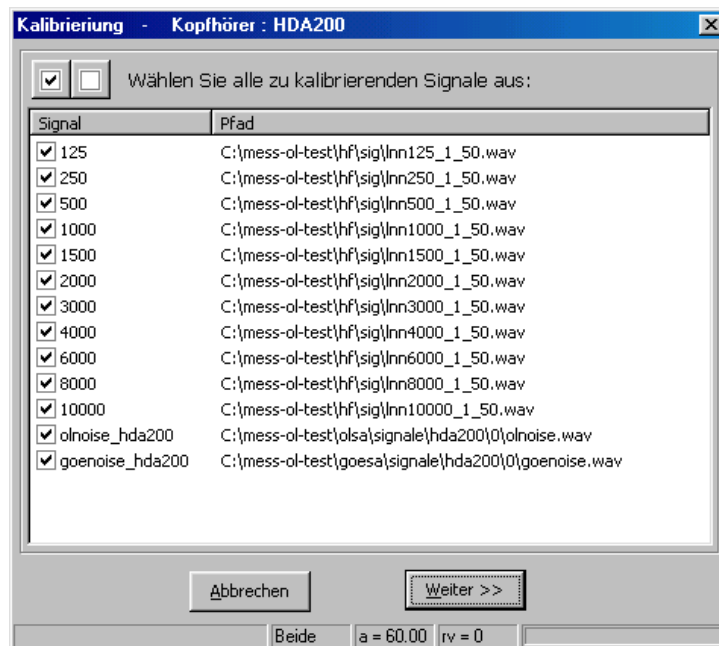 Kalibrieriung - Kopfhörer : HDA200
Wählen Sie alle zu kalibrierenden Signale aus:
Signal Pfad
125 C:\mess-ol-test\hf\sig\lnn125_1_50.wav
250 C:\mess-ol-test\hf\sig\lnn250_1_50.wav
500 C:\mess-ol-test\hf\sig\lnn500_1_50.wav
1000 C:\mess-ol-test\hf\sig\lnn1000_1_50.wav
1500 C:\mess-ol-test\hf\sig\lnn1500_1_50.wav
2000 C:\mess-ol-test\hf\sig\lnn2000_1_50.wav
3000 C:\mess-ol-test\hf\sig\lnn3000_1_50.wav
4000 C:\mess-ol-test\hf\sig\lnn4000_1_50.wav
6000 C:\mess-ol-test\hf\sig\lnn6000_1_50.wav
8000 C:\mess-ol-test\hf\sig\lnn8000_1_50.wav
10000 C:\mess-ol-test\hf\sig\lnn10000_1_50.wav
olnoise_hda200 C:\mess-ol-test\olsa\signale\hda200\0\olnoise.wav
goenoise_hda200 C:\mess-ol-test\goesa\signale\hda200\0\goenoise.wav
Abbrechen Weiter >>
Beide a = 60.00 rv = 0